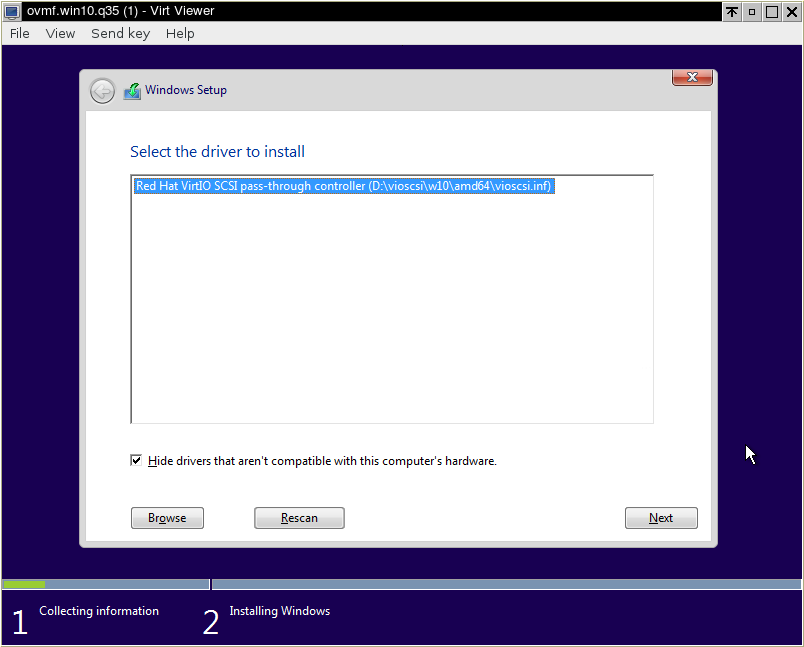 ovmf.win10.q35 (1) - Virt Viewer
File View Send key Help
Windows Setup
Select the driver to install
Red Hat VirtIO SCSI pass-through controller (D:\vioscsi\w10\amd64\vioscsi.inf)
Hide drivers that aren't compatible with this computer's hardware.
Browse Rescan Next
1 Collecting information 2 Installing Windows